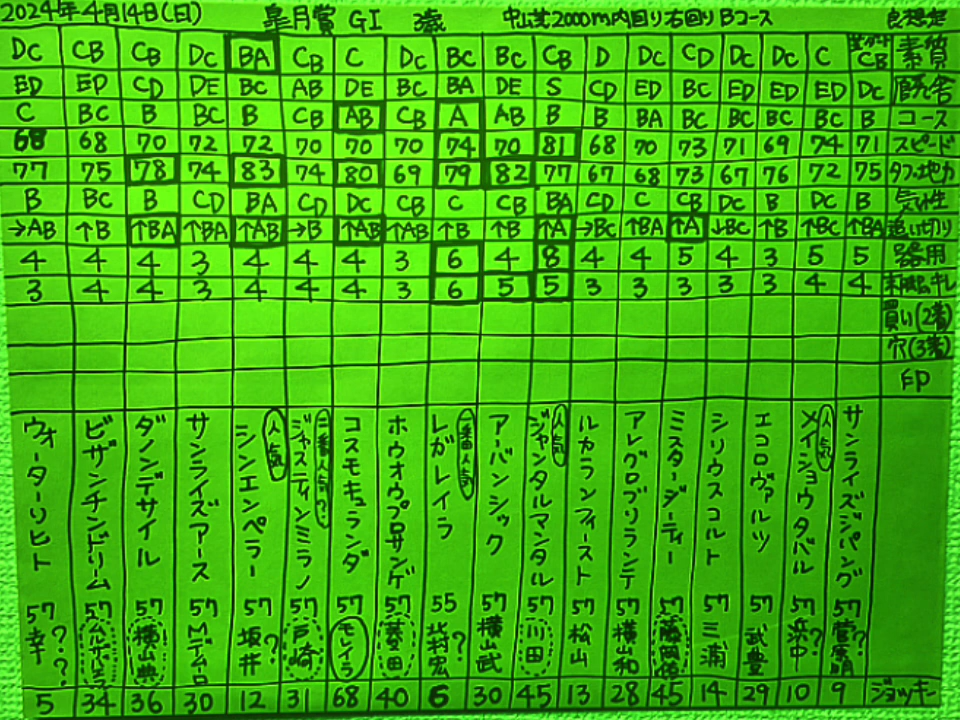 2024年4月14日(日) 皐月賞 GI 3歳 中山芝2000m内回り右回りBコース 良想定
DC CB CB DC BA CB C DC BC BC CB D DC CD DC DC C CB 素質
ED ED CD DE BC AB DE BC BA DE S CD ED BC ED ED ED DC 厩舎
C BC B BC B CB AB CB A AB B B BA BC BC BC BC B コース
68 68 70 72 72 70 70 70 74 70 81 68 70 73 71 69 74 71 スピード
77 75 78 74 83 74 80 69 79 82 77 67 68 73 67 76 72 75 タフさ地力
B BC B CD BA CD DC CB C CB BA CD C CB DC B DC B 気性
→AB ↑B ↑BA ↑BA ↑AB →B ↑AB ↑AB ↑B ↑B ↑A →BC ↑BA ↑A ↓BC ↑B ↑BC ↑BA 追い切り
4 4 4 3 4 4 4 3 6 4 8 4 4 5 4 3 5 5 器用
3 4 4 3 4 4 4 3 6 5 5 3 3 3 3 3 4 4 末脚キレ
買い(2着)
穴(3着)
印
ウォーターリヒト 57 幸???
ビザンチンドリーム 57
ダノンデサイル 57 横山典
サンライズアース 57 Mデムーロ
シンエンペラー 人気 57 坂井?
ジャスティンミラノ 二番人気? 57 戸崎
コスモキュランダ 57 モレイラ
ホウオウプロサンゲ 57 菱田
レガレイラ 一番人気 55 北村宏?
アーバンシック 57 横山武
ジャンタルマンタル 人気 57 川田
ルカランフィースト 57 松山
アレグロブリランテ 57 横山和
ミスタージーティー 57 藤岡佑
シリウスコルト 57 三浦
エコロヴァルツ 57 武豊
メイショウタバル 人気 57 浜中?
サンライズジパング 57 菅原明?
5 34 36 30 12 31 68 40 6 30 45 13 28 45 14 29 10 9 ジョッキー